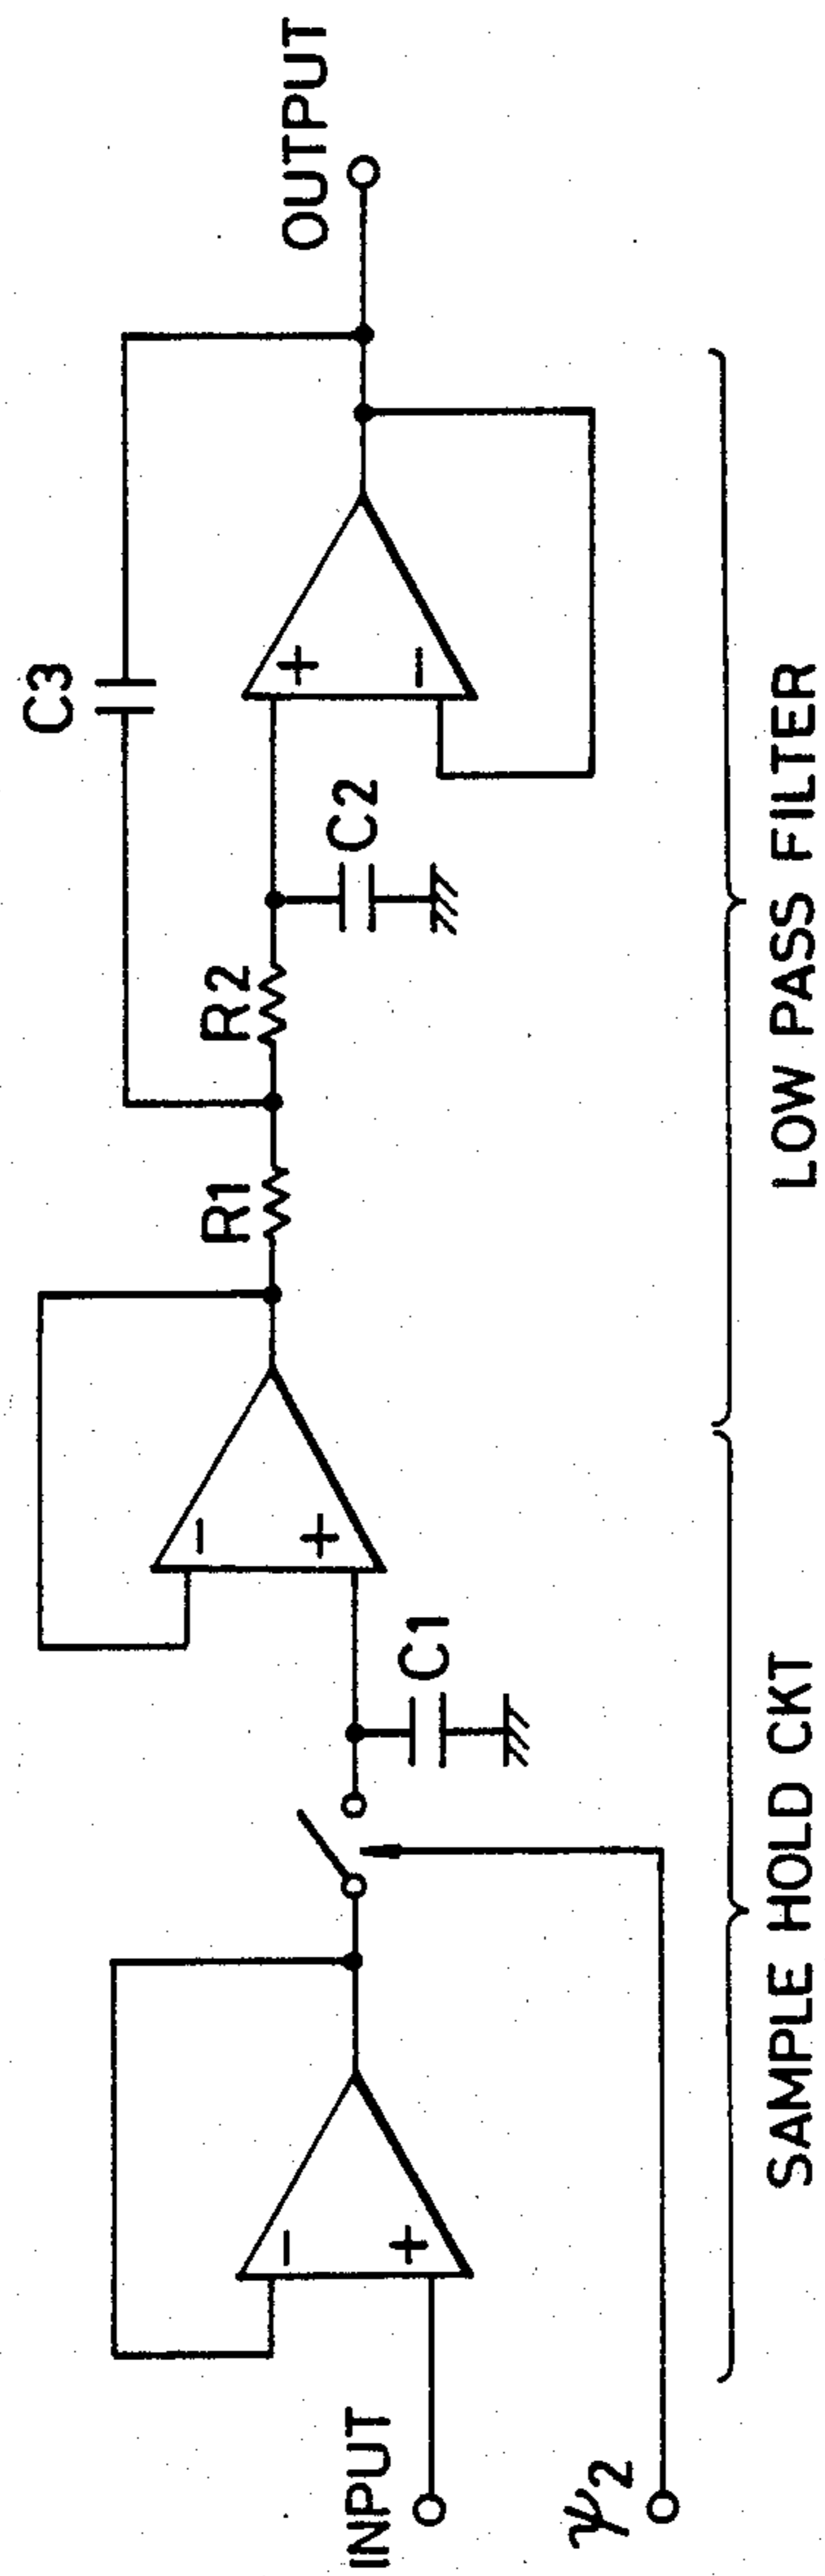 INPUT
ψ2
−
+
C1
−
+
R1
R2
C2
C3
+
−
OUTPUT
SAMPLE HOLD CKT
LOW PASS FILTER